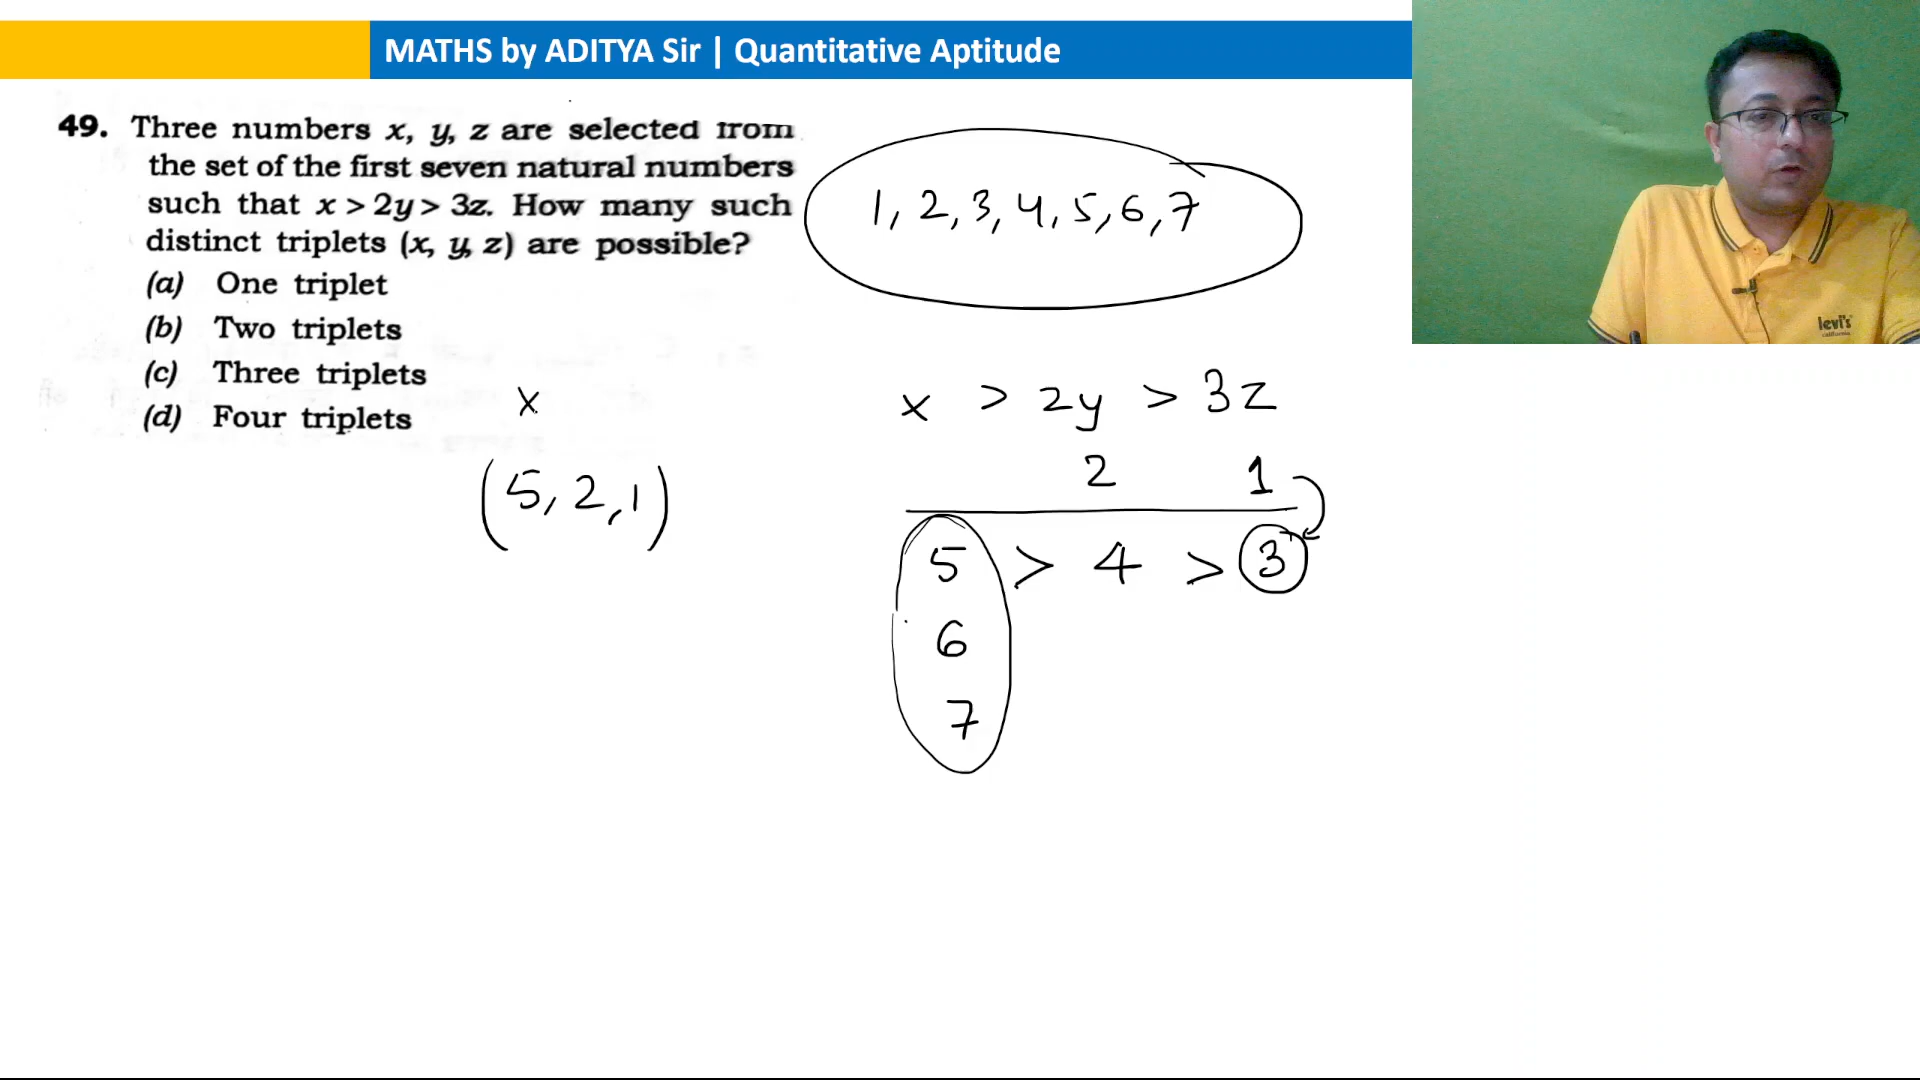 MATHS by ADITYA Sir | Quantitative Aptitude
49. Three numbers x, y, z are selected from
the set of the first seven natural numbers
such that x > 2y > 3z. How many such
distinct triplets (x, y, z) are possible?
(a) One triplet
(b) Two triplets
(c) Three triplets
(d) Four triplets
1, 2, 3, 4, 5, 6, 7
x
(5, 2, 1)
x > 2y > 3z
2 1
5 > 4 > 3
6
7
levi's